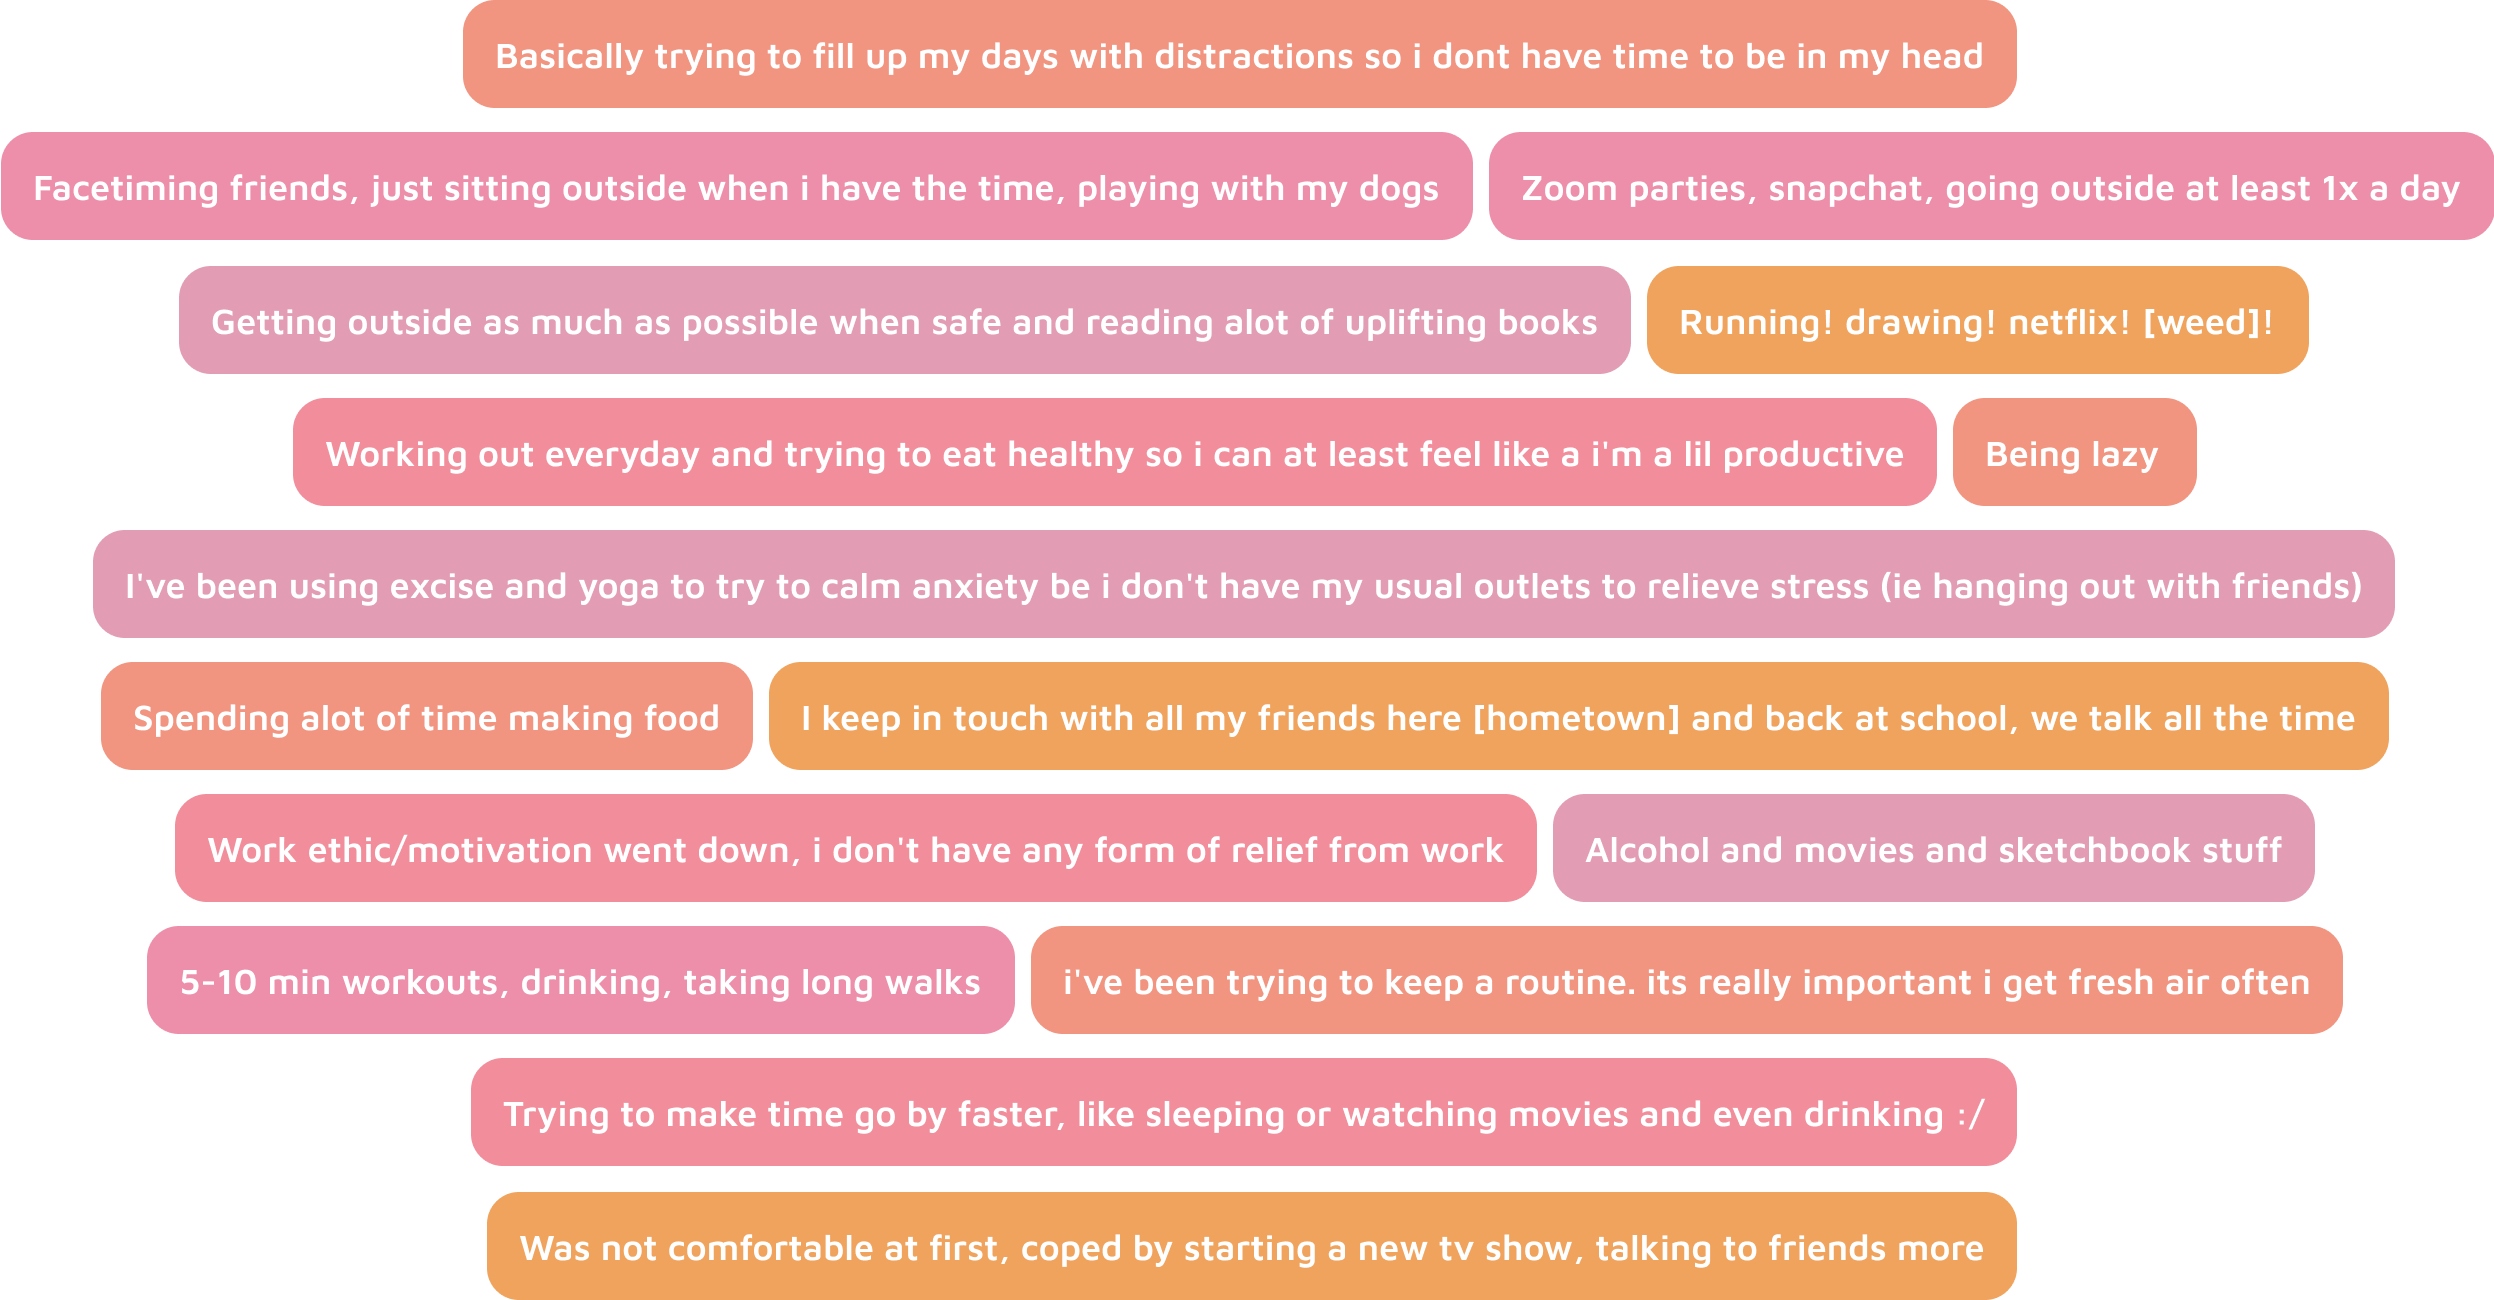 Basically trying to fill up my days with distractions so i dont have time to be in my head
Facetiming friends, just sitting outside when i have the time, playing with my dogs
Zoom parties, snapchat, going outside at least 1x a day
Getting outside as much as possible when safe and reading alot of uplifting books
Running! drawing! netflix! [weed]!
Working out everyday and trying to eat healthy so i can at least feel like a i'm a lil productive
Being lazy
I've been using excise and yoga to try to calm anxiety be i don't have my usual outlets to relieve stress (ie hanging out with friends)
Spending alot of time making food
I keep in touch with all my friends here [hometown] and back at school, we talk all the time
Work ethic/motivation went down, i don't have any form of relief from work
Alcohol and movies and sketchbook stuff
5-10 min workouts, drinking, taking long walks
i've been trying to keep a routine. its really important i get fresh air often
Trying to make time go by faster, like sleeping or watching movies and even drinking :/
Was not comfortable at first, coped by starting a new tv show, talking to friends more